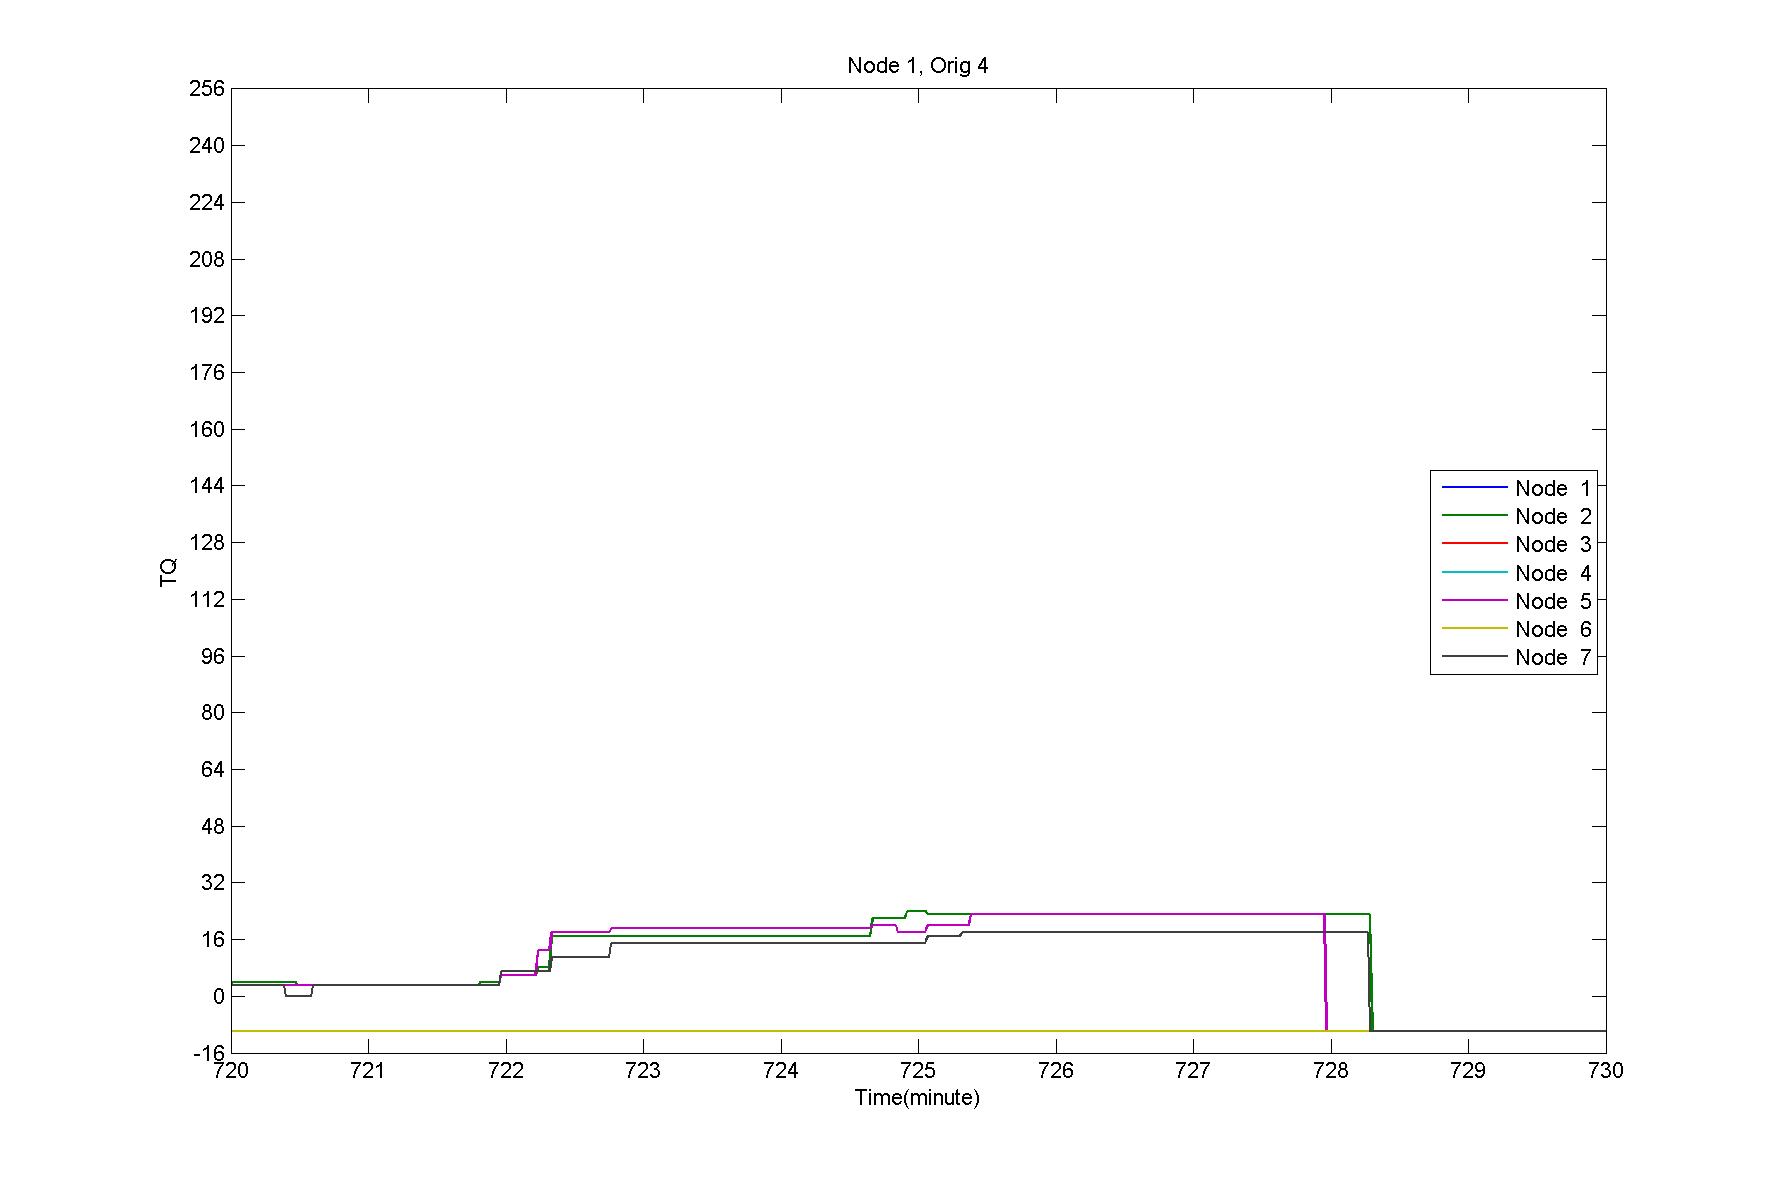 Node 1, Orig 4
256
240
224
208
192
176
160
144
128
112
96
80
64
48
32
16
0
-16
TQ
Node 1
Node 2
Node 3
Node 4
Node 5
Node 6
Node 7
720 721 722 723 724 725 726 727 728 729 730
Time(minute)